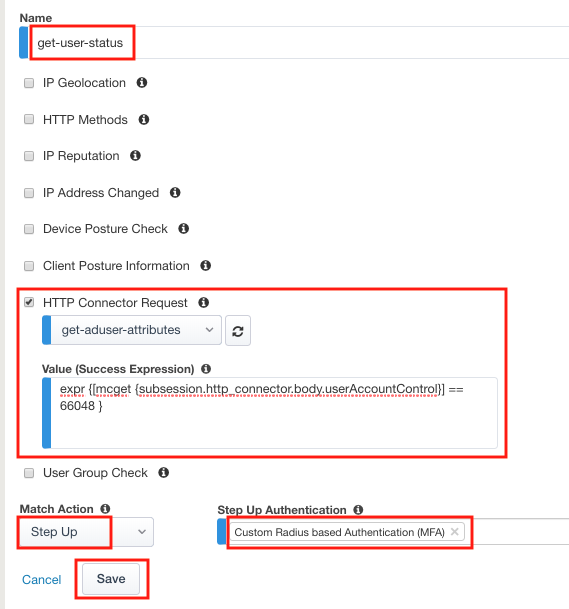 Name
get-user-status
IP Geolocation
HTTP Methods
IP Reputation
IP Address Changed
Device Posture Check
Client Posture Information
HTTP Connector Request
get-aduser-attributes
Value (Success Expression)
expr {[mcget {subsession.http_connector.body.userAccountControl}] ==
66048 }
User Group Check
Match Action
Step Up Authentication
Step Up
Custom Radius based Authentication (MFA)
Cancel
Save